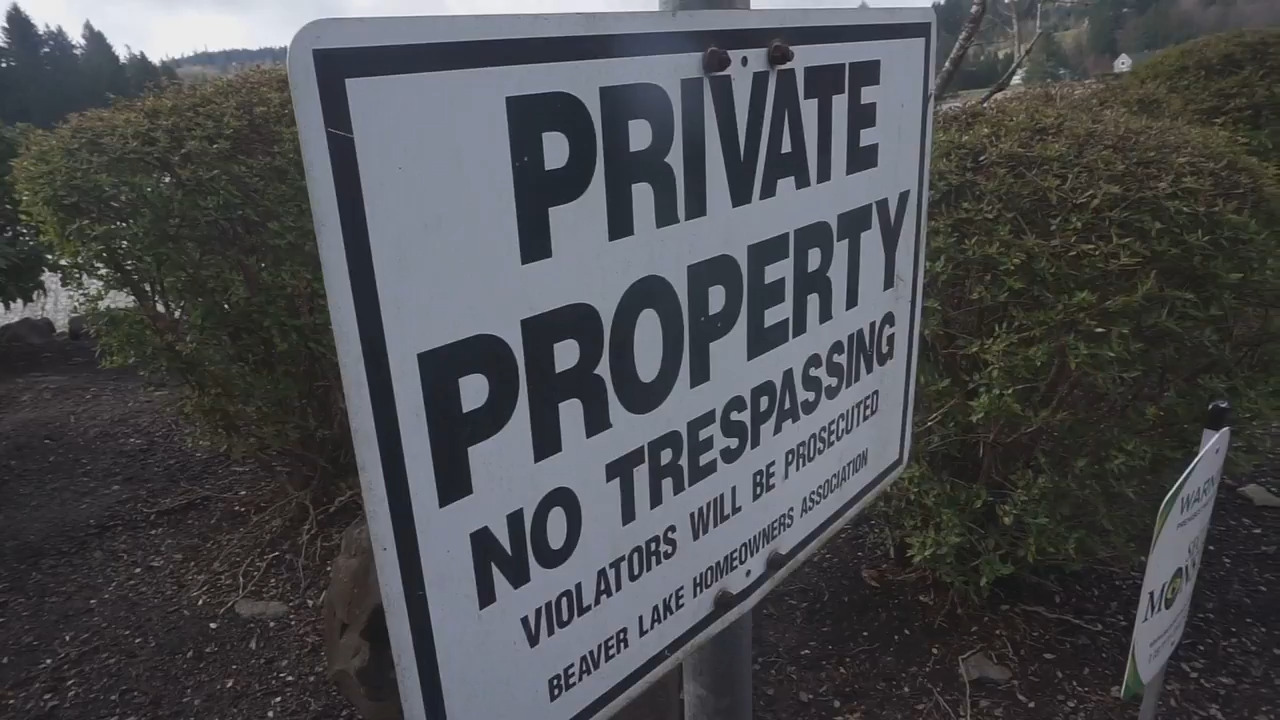 PRIVATE
PROPERTY
NO TRESPASSING
VIOLATORS WILL BE PROSECUTED
BEAVER LAKE HOMEOWNERS ASSOCIATION